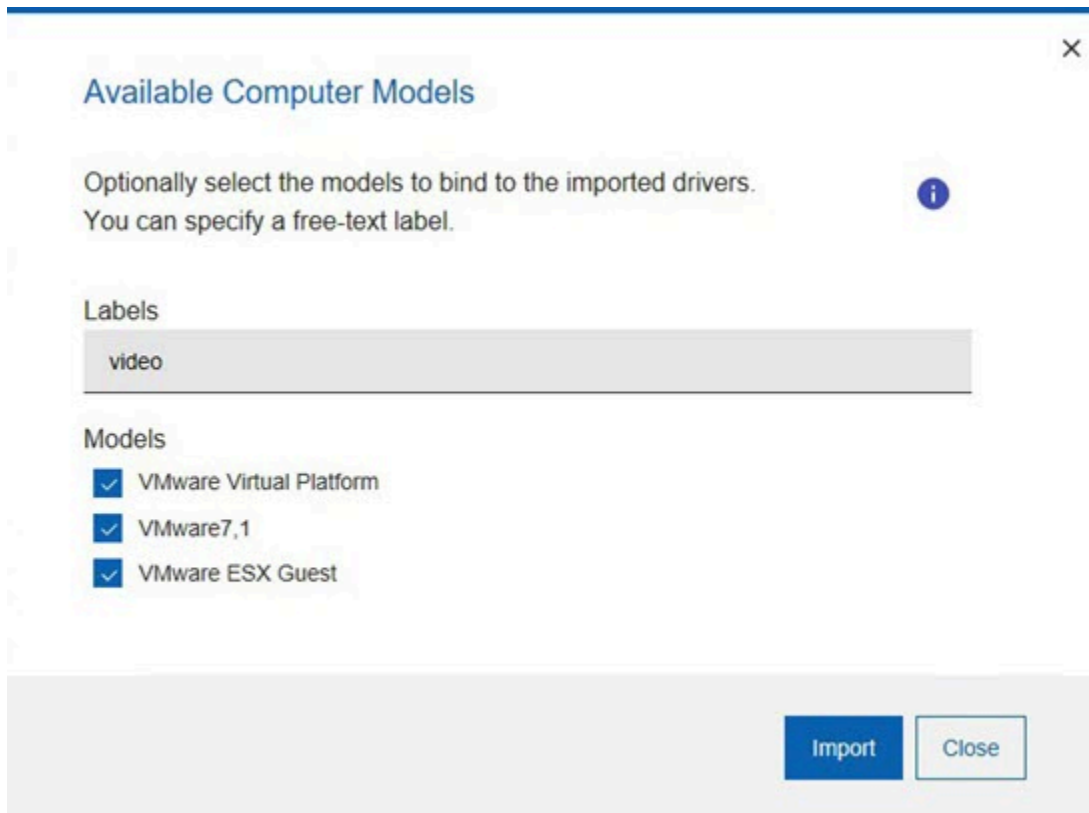 Available Computer Models
Optionally select the models to bind to the imported drivers.
You can specify a free-text label.
Labels
video
Models
VMware Virtual Platform
VMware7,1
VMware ESX Guest
Import
Close